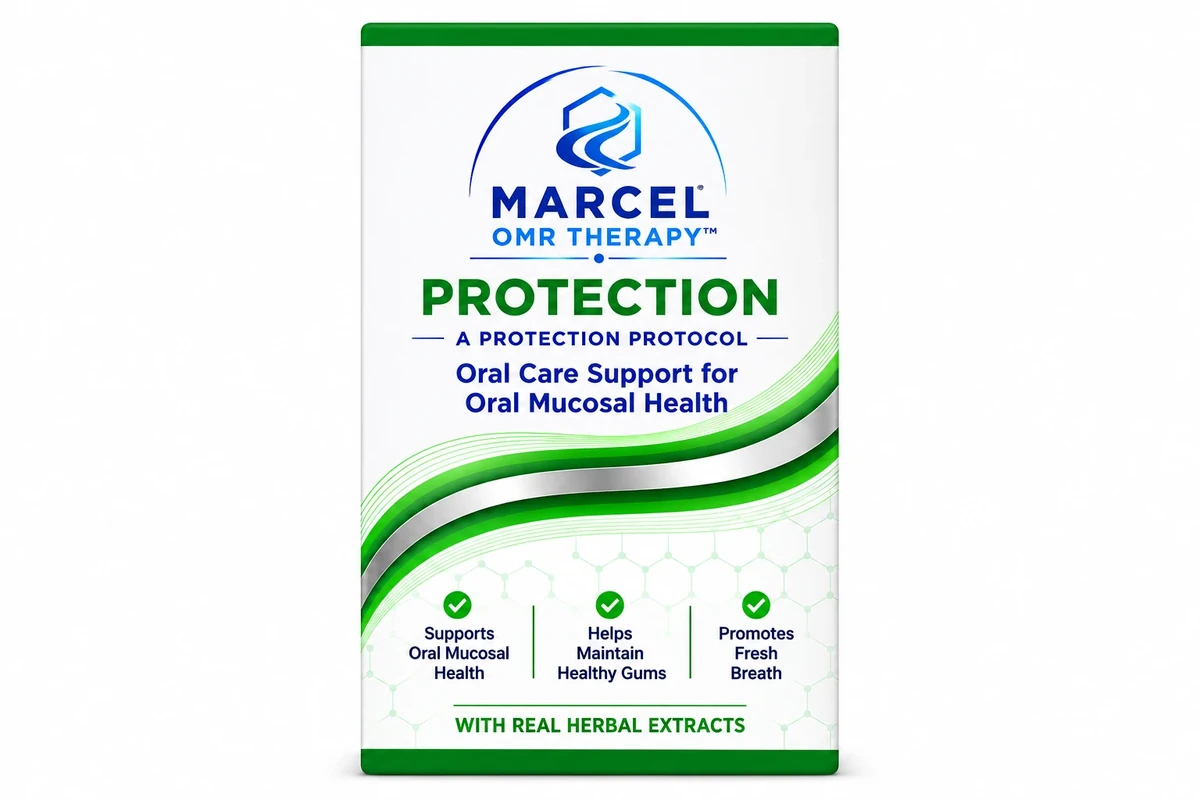 MARCEL®
OMR THERAPY™
PROTECTION
A PROTECTION PROTOCOL
Oral Care Support for
Oral Mucosal Health
Supports
Oral Mucosal
Health
Helps
Maintain
Healthy Gums
Promotes
Fresh
Breath
WITH REAL HERBAL EXTRACTS